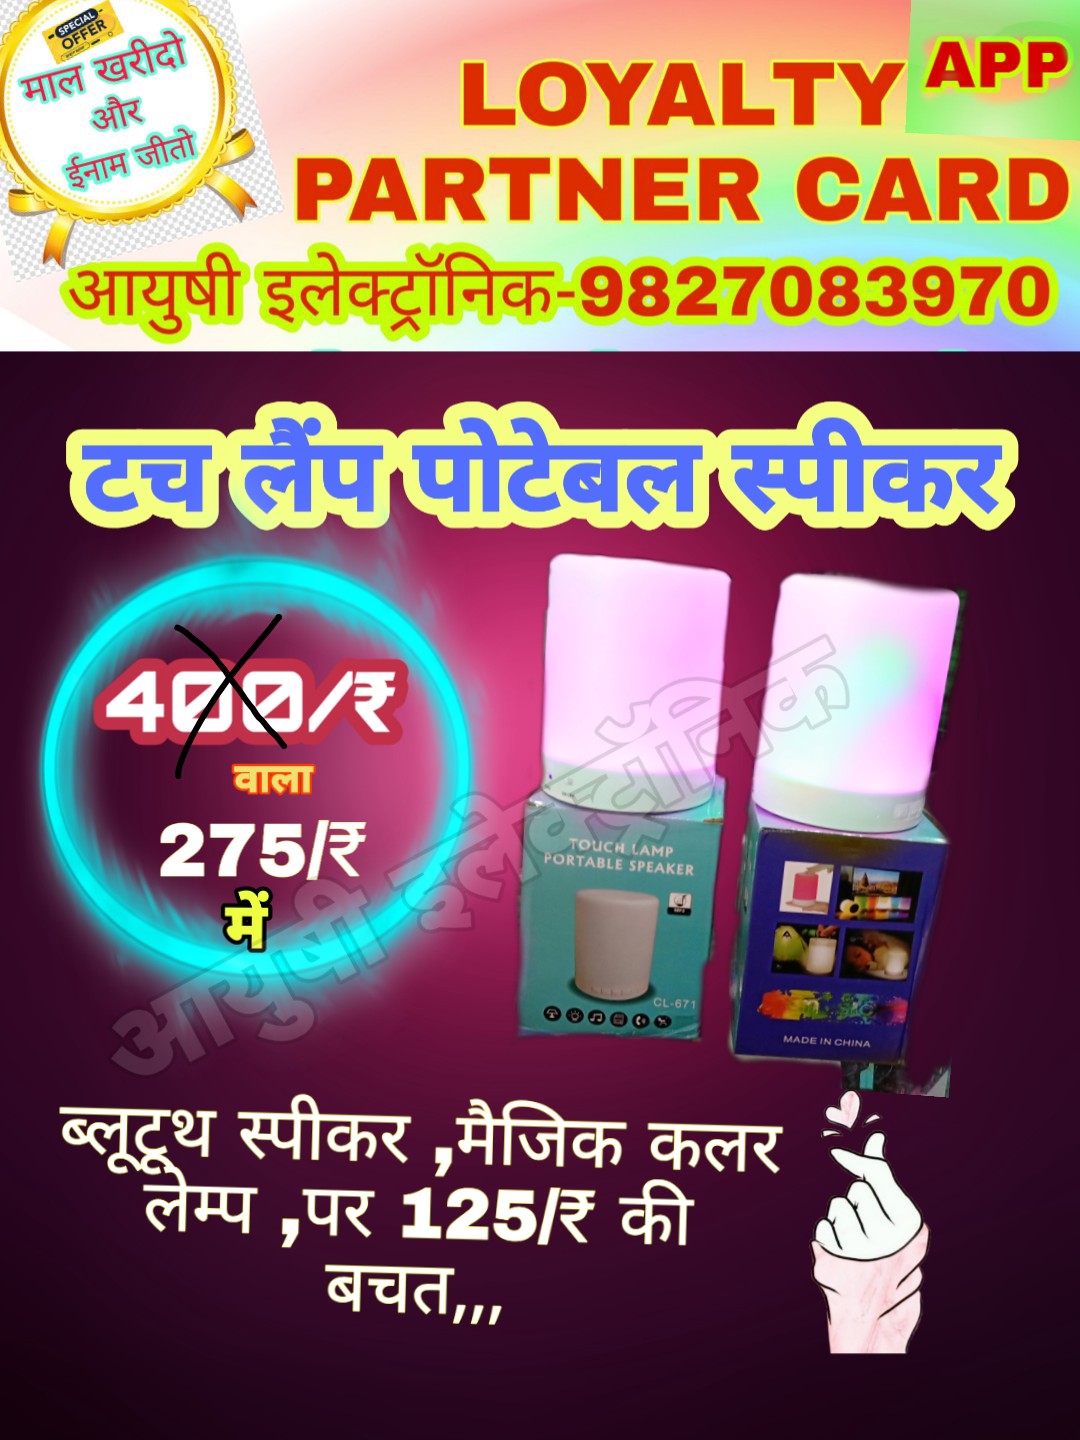 SPECIAL
OFFER
माल खरीदो
और
ईनाम जीतो
LOYALTY APP
PARTNER CARD
आयुषी इलेक्ट्रॉनिक-9827083970
टच लैंप पोटेबल स्पीकर
400/₹
वाला
275/₹
में
TOUCH LAMP
PORTABLE SPEAKER
MP3
CL-671
MADE IN CHINA
आयुषी इलेक्ट्रॉनिक
ब्लूटूथ स्पीकर ,मैजिक कलर
लेम्प ,पर 125/₹ की
बचत,,,